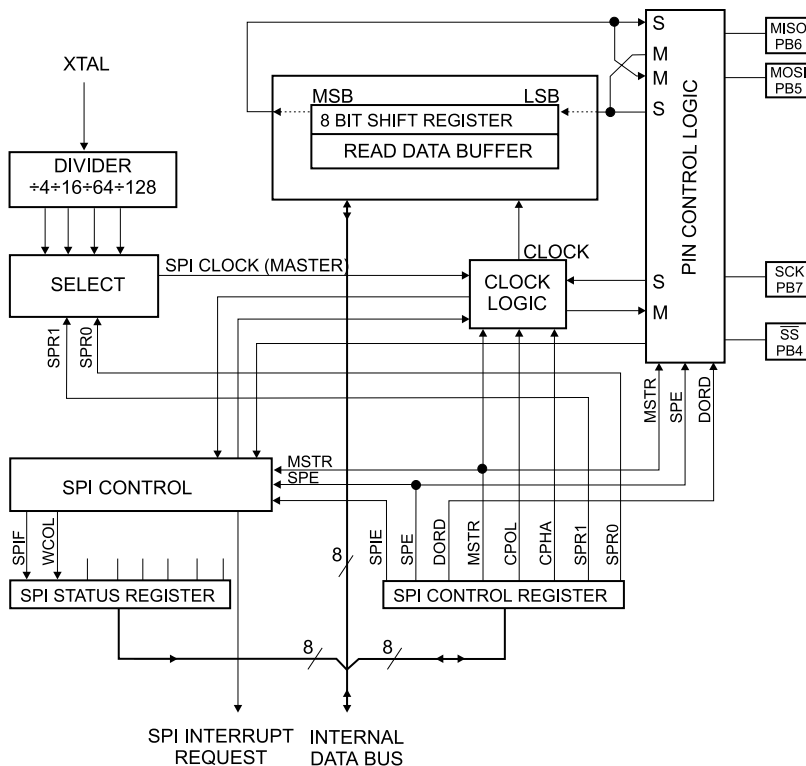 XTAL
DIVIDER
÷4÷16÷64÷128
SELECT
SPI CLOCK (MASTER)
SPR1
SPR0
MSB
LSB
8 BIT SHIFT REGISTER
READ DATA BUFFER
CLOCK
CLOCK
LOGIC
S
M
M
S
S
M
PIN CONTROL LOGIC
MISO
PB6
MOSI
PB5
SCK
PB7
SS
PB4
MSTR
SPE
DORD
SPI CONTROL
MSTR
SPE
SPIF
WCOL
SPI STATUS REGISTER
SPIE
SPE
DORD
MSTR
CPOL
CPHA
SPR1
SPR0
SPI CONTROL REGISTER
8
8
8
SPI INTERRUPT
REQUEST
INTERNAL
DATA BUS